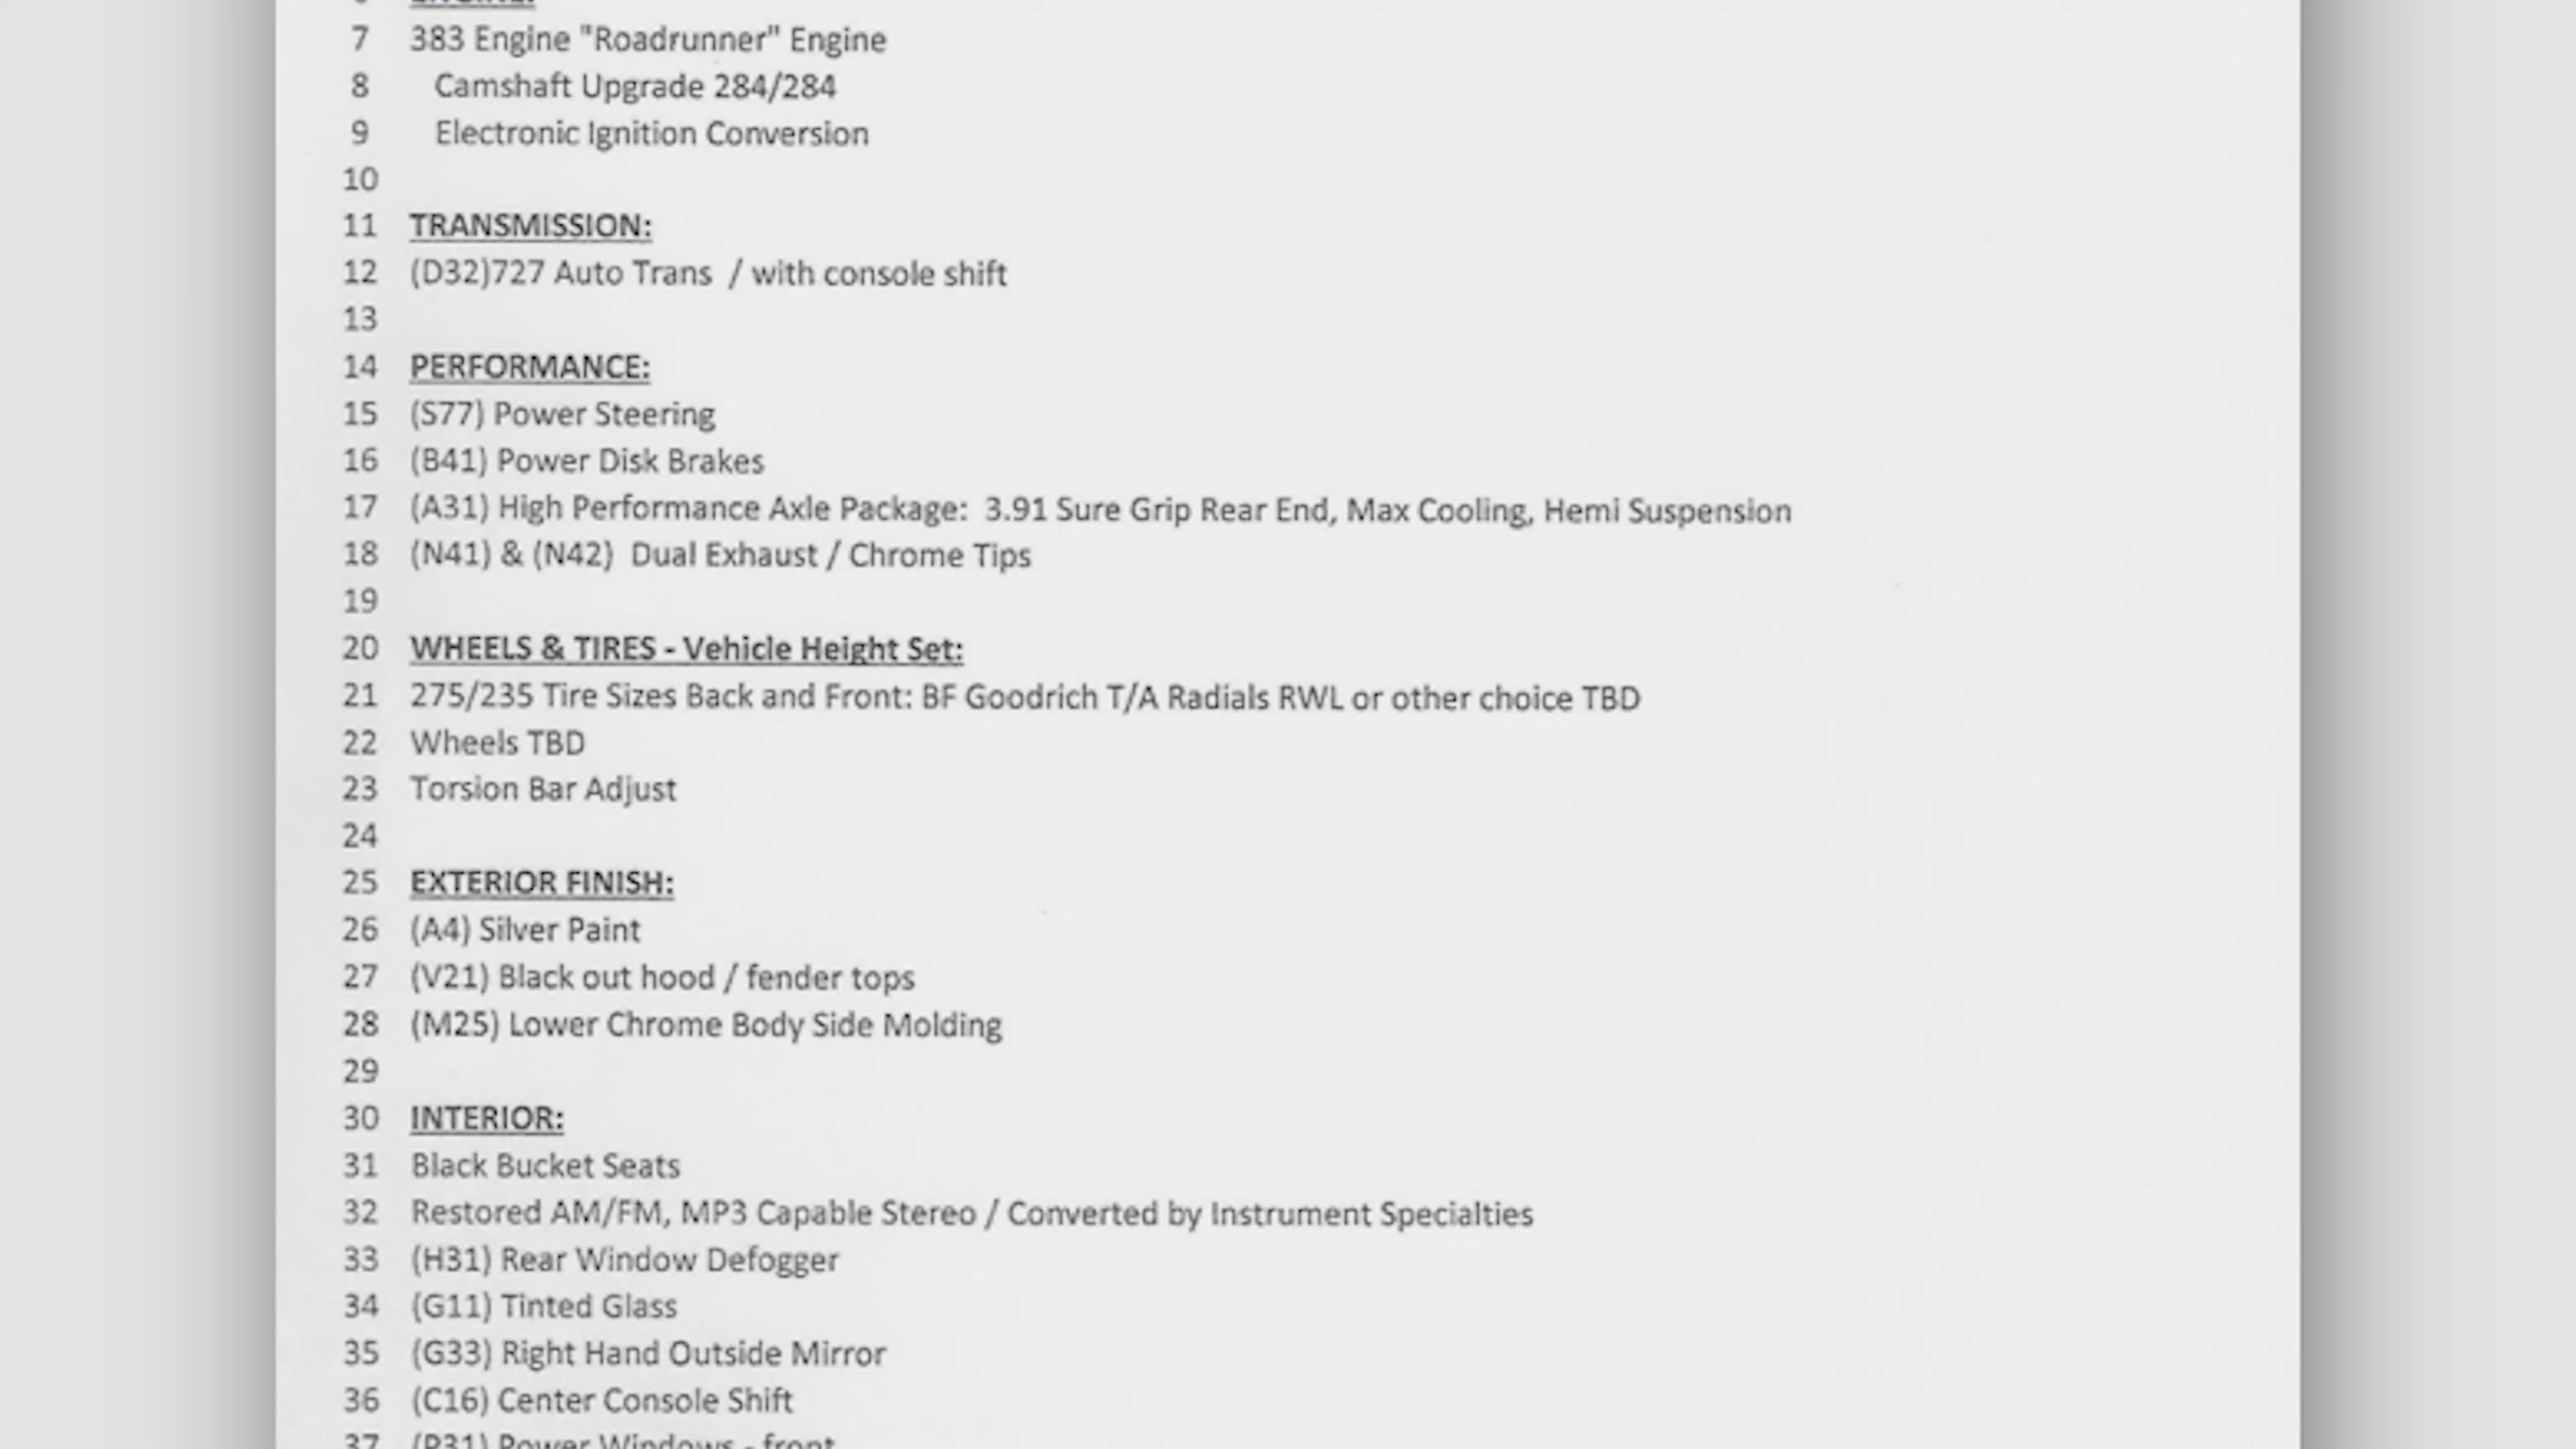 ENGINE:
7 383 Engine "Roadrunner" Engine
8 Camshaft Upgrade 284/284
9 Electronic Ignition Conversion
10
11 TRANSMISSION:
12 (D32)727 Auto Trans / with console shift
13
14 PERFORMANCE:
15 (S77) Power Steering
16 (B41) Power Disk Brakes
17 (A31) High Performance Axle Package: 3.91 Sure Grip Rear End, Max Cooling, Hemi Suspension
18 (N41) & (N42) Dual Exhaust / Chrome Tips
19
20 WHEELS & TIRES - Vehicle Height Set:
21 275/235 Tire Sizes Back and Front: BF Goodrich T/A Radials RWL or other choice TBD
22 Wheels TBD
23 Torsion Bar Adjust
24
25 EXTERIOR FINISH:
26 (A4) Silver Paint
27 (V21) Black out hood / fender tops
28 (M25) Lower Chrome Body Side Molding
29
30 INTERIOR:
31 Black Bucket Seats
32 Restored AM/FM, MP3 Capable Stereo / Converted by Instrument Specialties
33 (H31) Rear Window Defogger
34 (G11) Tinted Glass
35 (G33) Right Hand Outside Mirror
36 (C16) Center Console Shift
37 (P31) Power Windows - front